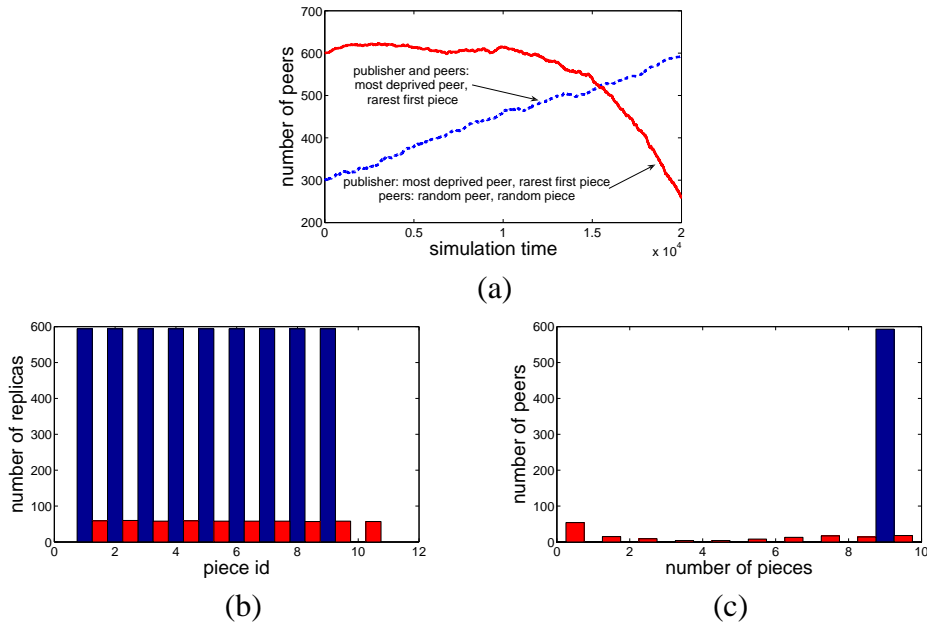 700
600
500
400
300
200
number of peers
publisher and peers:
most deprived peer,
rarest first piece
publisher: most deprived peer, rarest first piece
peers: random peer, random piece
0
0.5
1
1.5
2
x 10^4
simulation time
(a)
600
500
400
300
200
100
0
number of replicas
0
2
4
6
8
10
12
piece id
(b)
600
500
400
300
200
100
0
number of peers
0
2
4
6
8
10
number of pieces
(c)